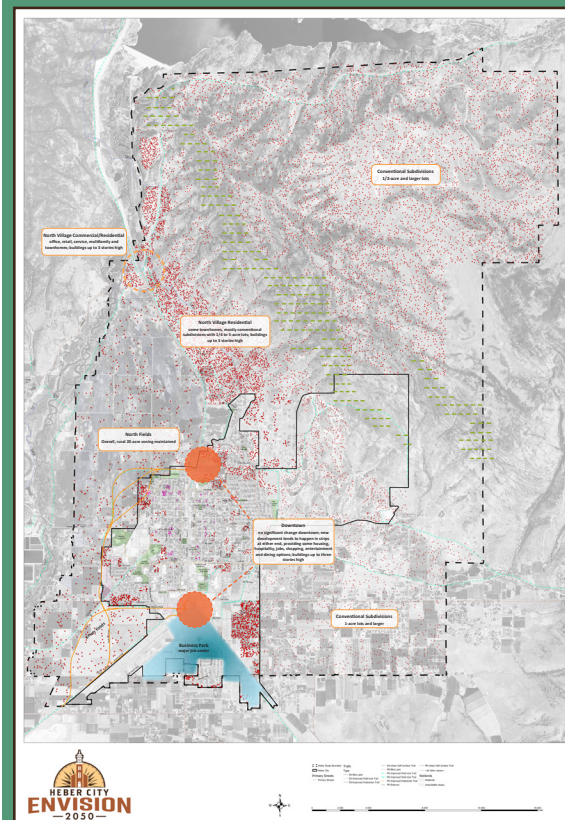 Conventional Subdivisions
1/2-acre and larger lots
North Village Commercial/Residential
office, retail, service, multifamily and
townhomes; buildings up to 3 stories high
North Village Residential
some townhomes, mostly conventional
subdivisions with 1/4 to 5-acre lots; buildings
up to 3 stories high
North Fields
Overall, rural 20-acre zoning maintained
Downtown
no significant change downtown; new
development tends to happen in strips
at either end, providing some housing,
hospitality, jobs, shopping, entertainment
and dining options; buildings up to three
stories high
Conventional Subdivisions
1-acre lots and larger
Business Park
major job center
HEBER CITY
ENVISION
2050